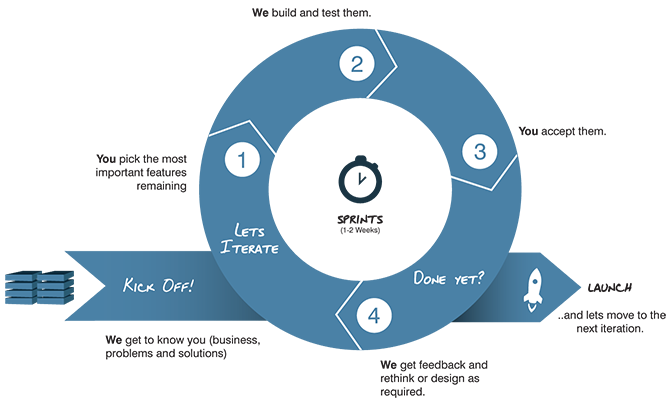 We build and test them.
2
You accept them.
3
1
You pick the most
important features
remaining
SPRINTS
(1-2 Weeks)
LETS
ITERATE
KICK OFF!
DONE YET?
LAUNCH
4
..and lets move to the
next iteration.
We get to know you (business,
problems and solutions)
We get feedback and
rethink or design as
required.